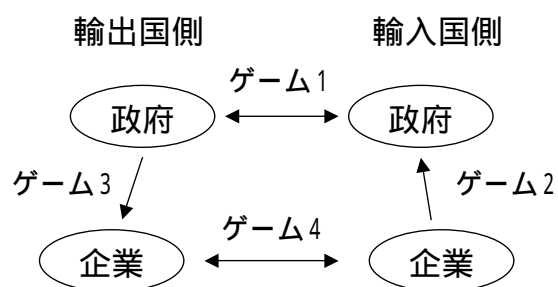 輸出国側 輸入国側
ゲーム1
政府 政府
ゲーム3 ゲーム2
ゲーム4
企業 企業